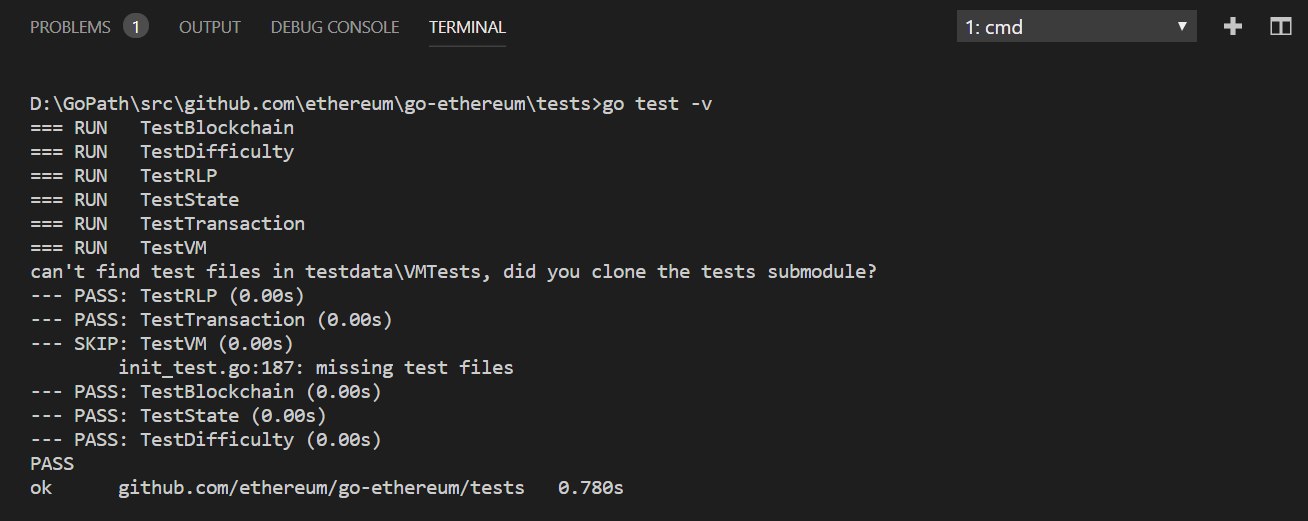 PROBLEMS 1 OUTPUT DEBUG CONSOLE TERMINAL 1: cmd
D:\GoPath\src\github.com\ethereum\go-ethereum\tests>go test -v
=== RUN   TestBlockchain
=== RUN   TestDifficulty
=== RUN   TestRLP
=== RUN   TestState
=== RUN   TestTransaction
=== RUN   TestVM
can't find test files in testdata\VMTests, did you clone the tests submodule?
--- PASS: TestRLP (0.00s)
--- PASS: TestTransaction (0.00s)
--- SKIP: TestVM (0.00s)
        init_test.go:187: missing test files
--- PASS: TestBlockchain (0.00s)
--- PASS: TestState (0.00s)
--- PASS: TestDifficulty (0.00s)
PASS
ok      github.com/ethereum/go-ethereum/tests   0.780s